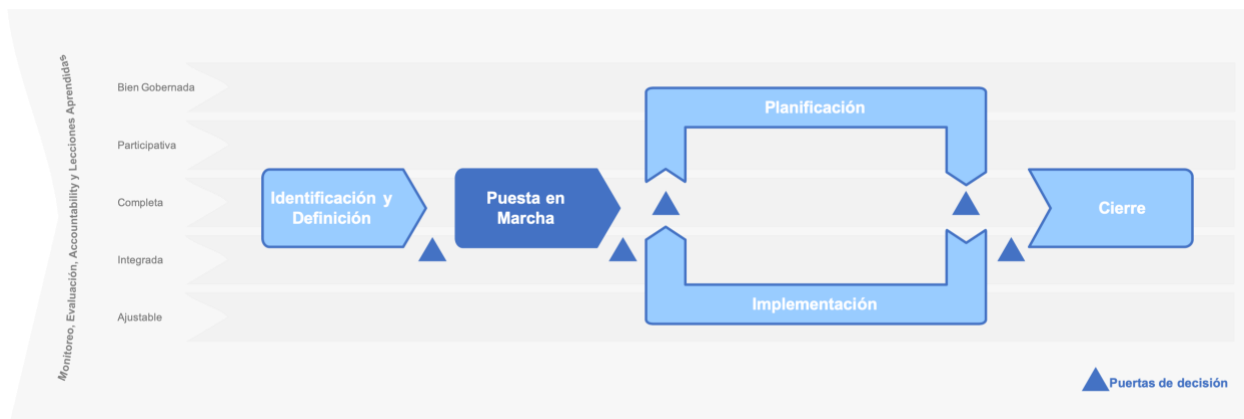 Monitoreo, Evaluación, Accountability y Lecciones Aprendidas
Bien Gobernada
Participativa
Completa
Integrada
Ajustable
Identificación y
Definición
Puesta en
Marcha
Planificación
Implementación
Cierre
Puertas de decisión